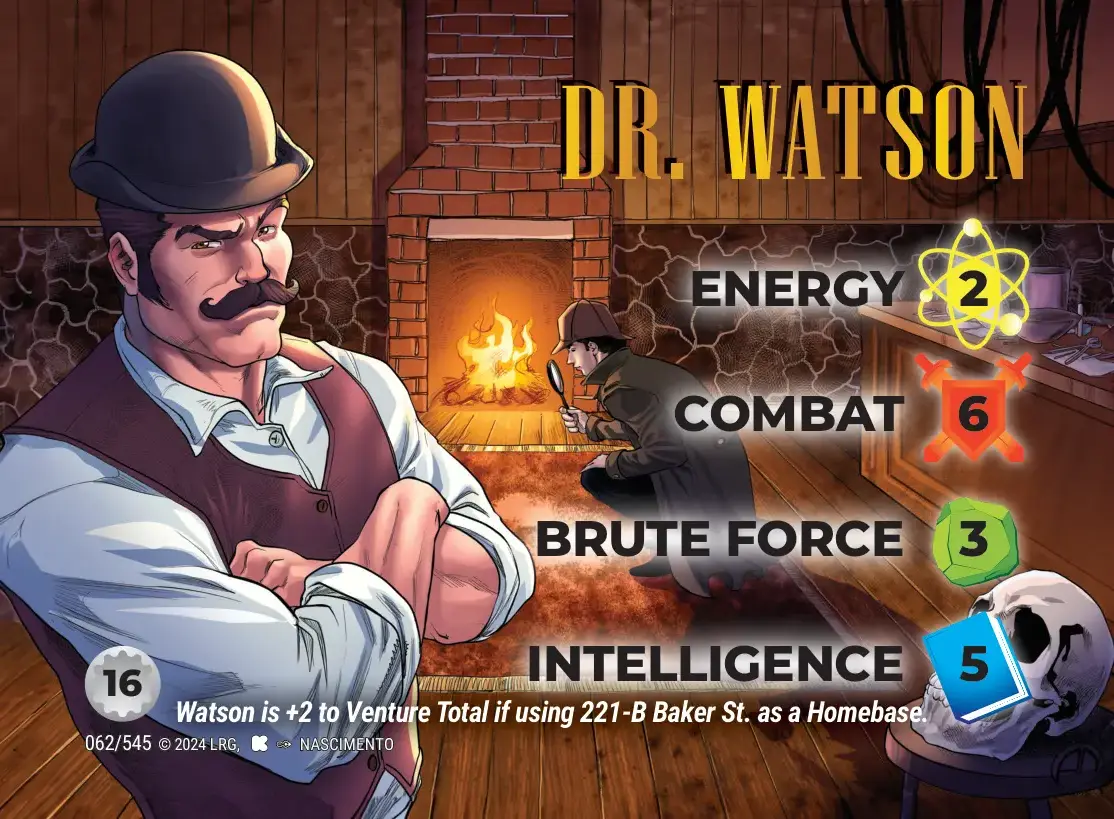 DR. WATSON
ENERGY 2
COMBAT 6
BRUTE FORCE 3
INTELLIGENCE 5
16
Watson is +2 to Venture Total if using 221-B Baker St. as a Homebase.
062/545 © 2024 LRG, NASCIMENTO